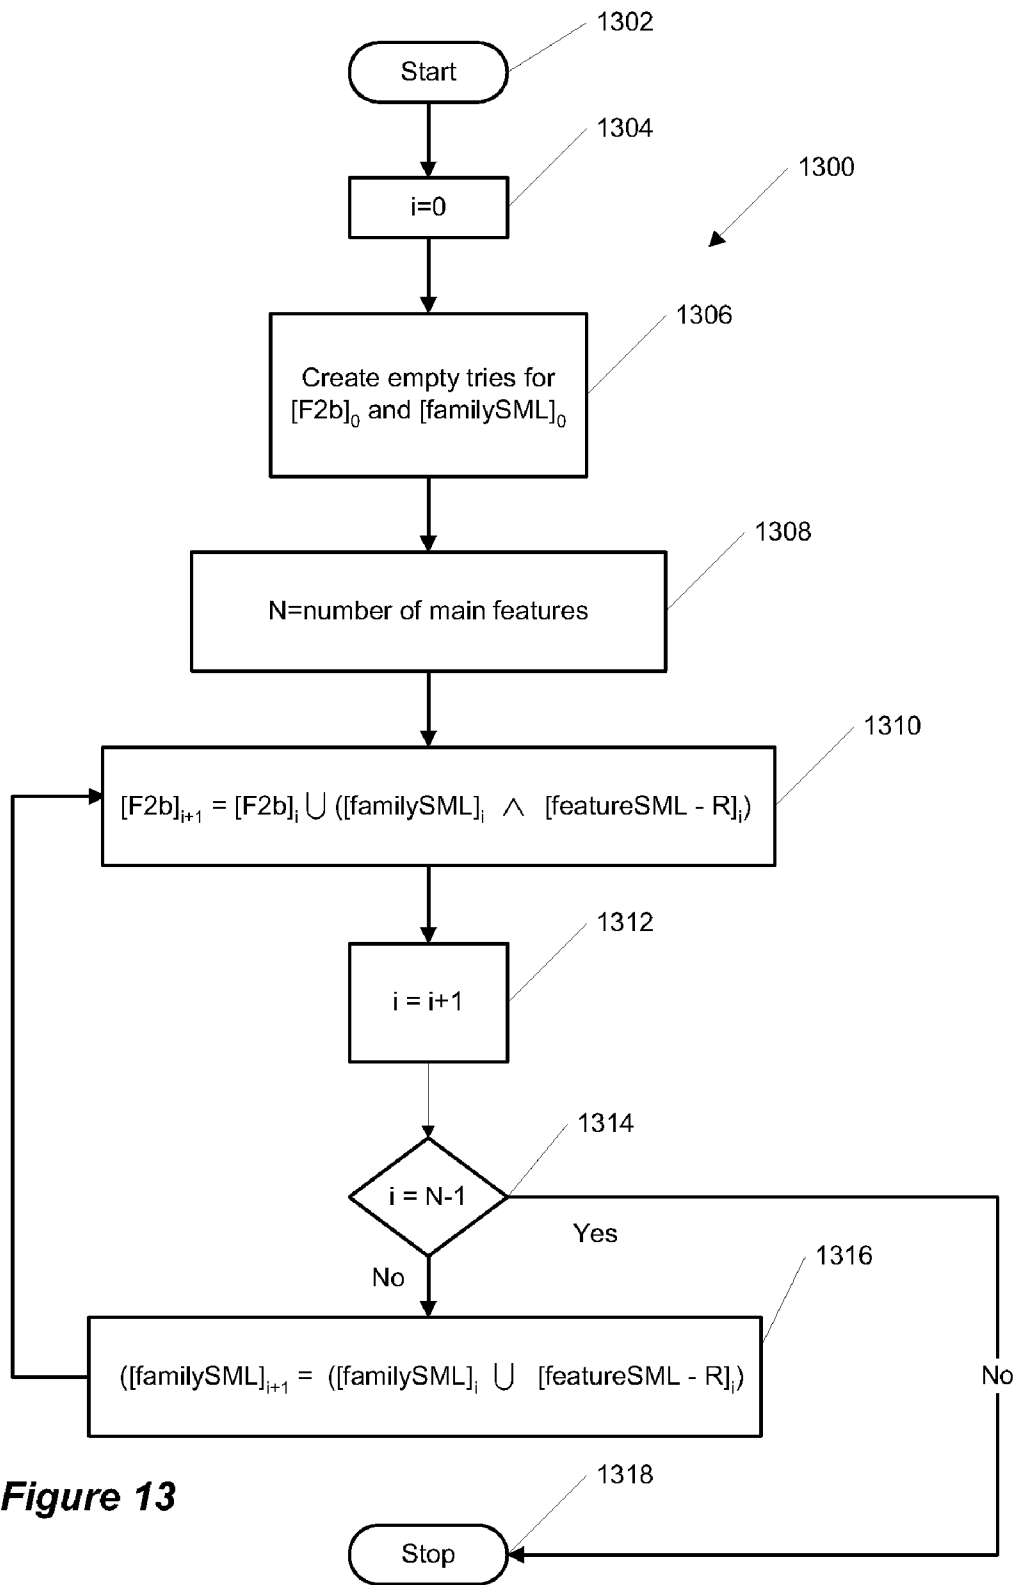 1302
Start
1304
i=0
1300
1306
Create empty tries for
[F2b]₀ and [familySML]₀
1308
N=number of main features
1310
[F2b]ᵢ₊₁ = [F2b]ᵢ ∪ ([familySML]ᵢ ∧ [featureSML - R]ᵢ)
1312
i = i+1
1314
i = N-1
Yes
No
1316
([familySML]ᵢ₊₁ = ([familySML]ᵢ ∪ [featureSML - R]ᵢ)
No
Figure 13
1318
Stop